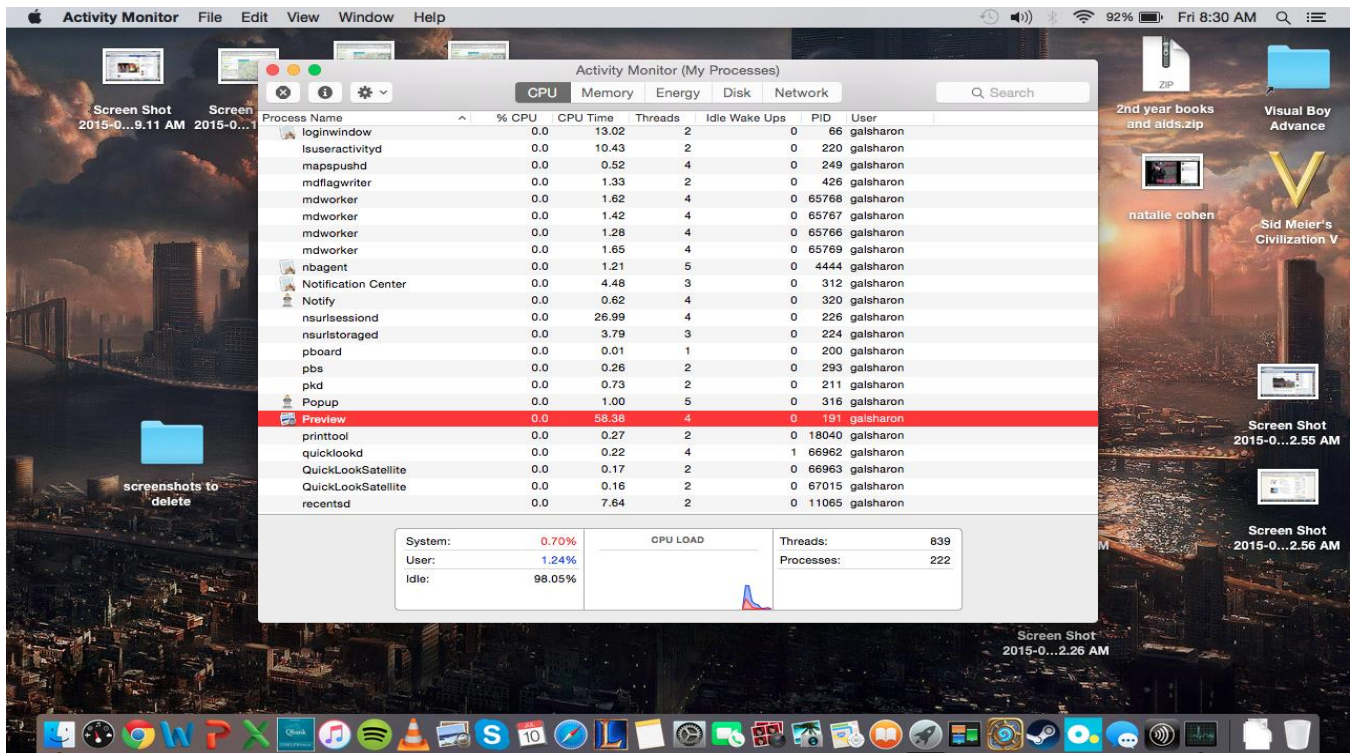 Activity Monitor File Edit View Window Help 92% Fri 8:30 AM
Activity Monitor (My Processes)
CPU Memory Energy Disk Network Search
Process Name % CPU CPU Time Threads Idle Wake Ups PID User
loginwindow 0.0 13.02 2 0 66 galsharon
lsuseractivityd 0.0 10.43 2 0 220 galsharon
mapspushd 0.0 0.52 4 0 249 galsharon
mdflagwriter 0.0 1.33 2 0 426 galsharon
mdworker 0.0 1.62 4 0 65768 galsharon
mdworker 0.0 1.42 4 0 65767 galsharon
mdworker 0.0 1.28 4 0 65766 galsharon
mdworker 0.0 1.65 4 0 65769 galsharon
nbagent 0.0 1.21 5 0 4444 galsharon
Notification Center 0.0 4.48 3 0 312 galsharon
Notify 0.0 0.62 4 0 320 galsharon
nsurlsessiond 0.0 26.99 4 0 226 galsharon
nsurlstoraged 0.0 3.79 3 0 224 galsharon
pboard 0.0 0.01 1 0 200 galsharon
pbs 0.0 0.26 2 0 293 galsharon
pkd 0.0 0.73 2 0 211 galsharon
Popup 0.0 1.00 5 0 316 galsharon
Preview 0.0 58.38 4 0 191 galsharon
printtool 0.0 0.27 2 0 18040 galsharon
quicklookd 0.0 0.22 4 1 66962 galsharon
QuickLookSatellite 0.0 0.17 2 0 66963 galsharon
QuickLookSatellite 0.0 0.16 2 0 67015 galsharon
recentsd 0.0 7.64 2 0 11065 galsharon
System: 0.70% CPU LOAD Threads: 839
User: 1.24% Processes: 222
Idle: 98.05%
Screen Shot
2015-0...9.11 AM
Screen
2015-0...1
screenshots to
delete
ZIP
2nd year books
and aids.zip
Visual Boy
Advance
natalie cohen
Sid Meier's
Civilization V
Screen Shot
2015-0...2.55 AM
Screen Shot
2015-0...2.56 AM
M
Screen Shot
2015-0...2.26 AM
Qbank
JUL
10